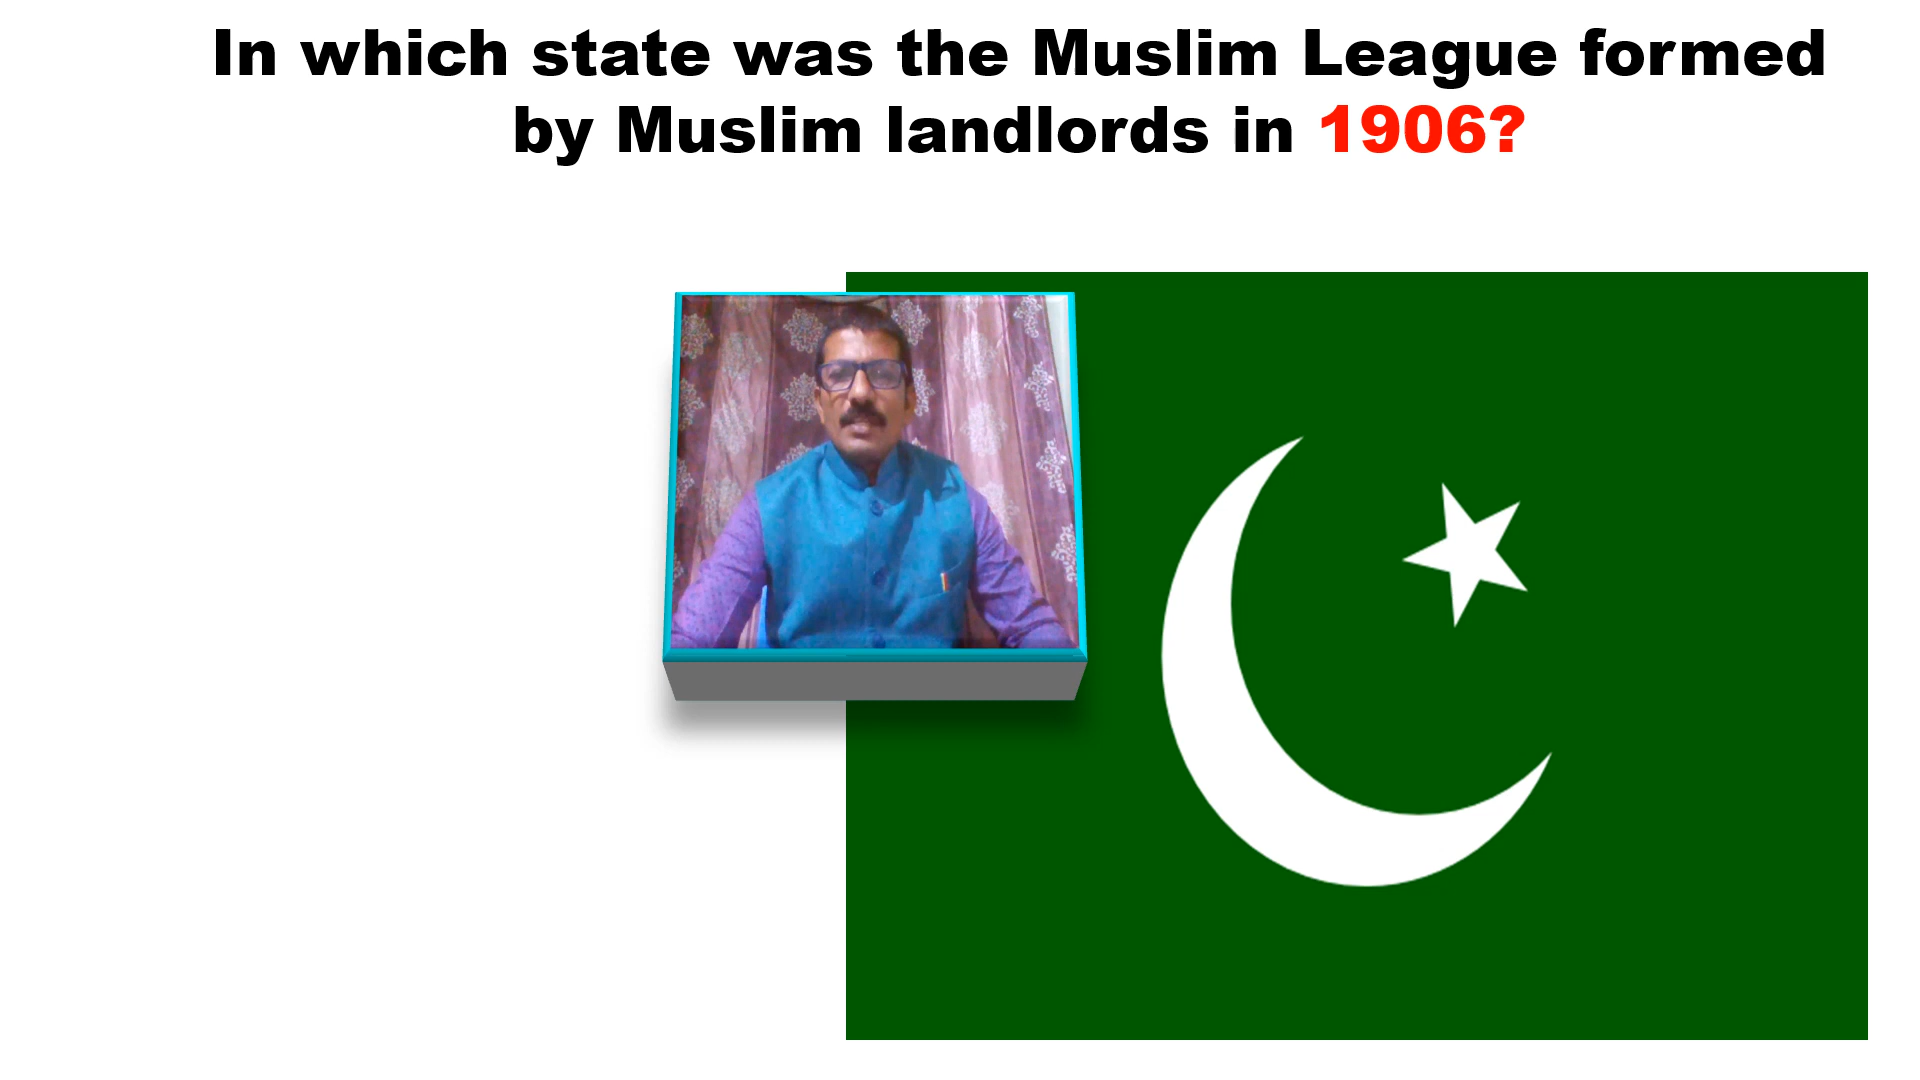 In which state was the Muslim League formed
by Muslim landlords in 1906?